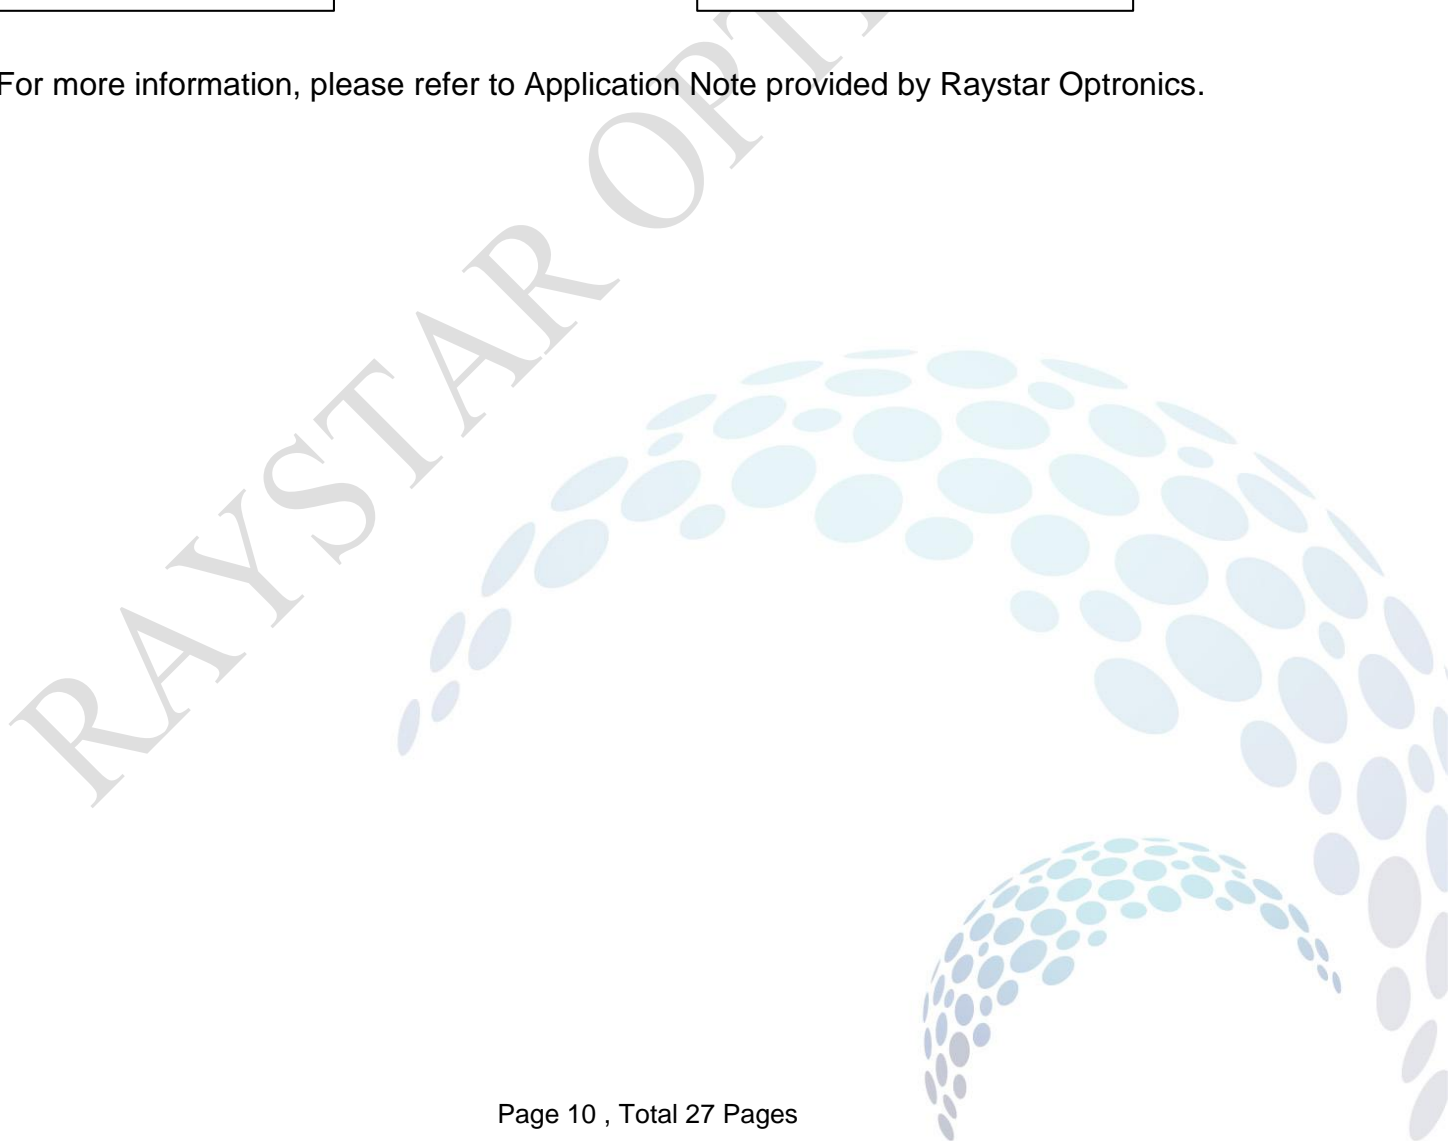 For more information, please refer to Application Note provided by Raystar Optronics.
RAYSTAR OPT
Page 10 , Total 27 Pages